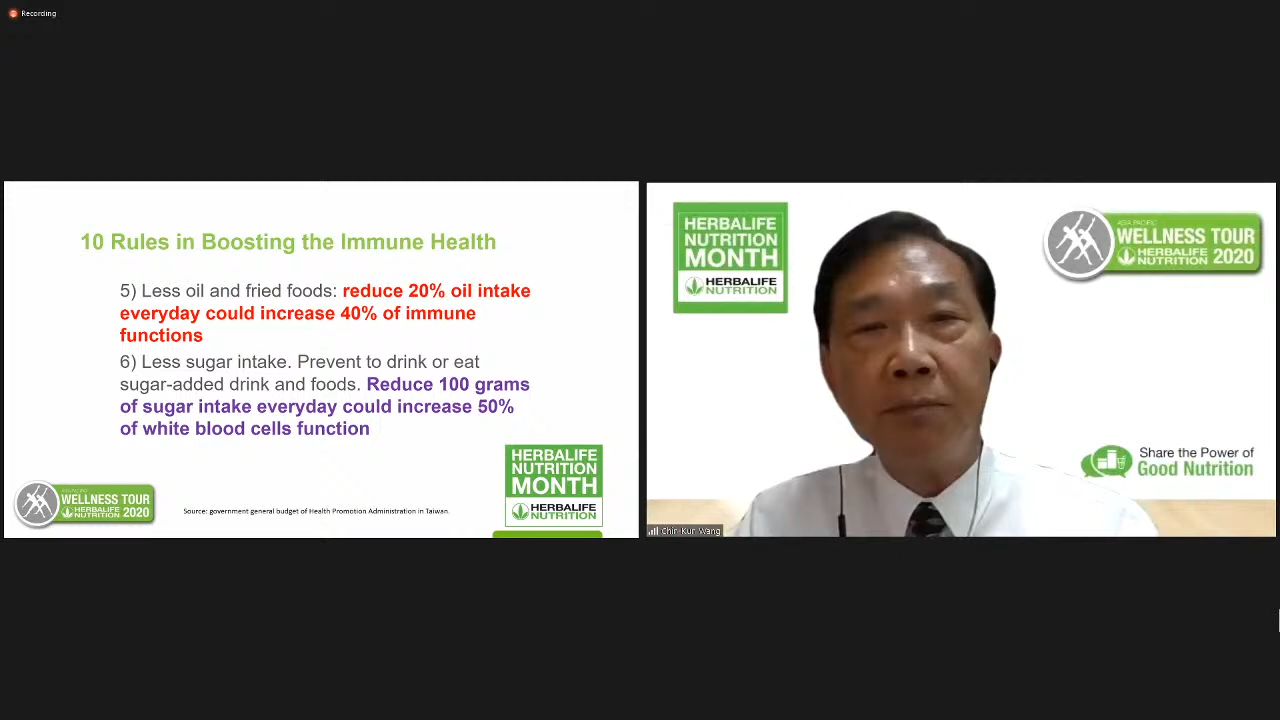 Recording
10 Rules in Boosting the Immune Health
5) Less oil and fried foods: reduce 20% oil intake
everyday could increase 40% of immune
functions
6) Less sugar intake. Prevent to drink or eat
sugar-added drink and foods. Reduce 100 grams
of sugar intake everyday could increase 50%
of white blood cells function
ASIA PACIFIC
WELLNESS TOUR
HERBALIFE
NUTRITION 2020
Source: government general budget of Health Promotion Administration in Taiwan.
HERBALIFE
NUTRITION
MONTH
HERBALIFE
NUTRITION
HERBALIFE
NUTRITION
MONTH
HERBALIFE
NUTRITION
ASIA PACIFIC
WELLNESS TOUR
HERBALIFE
NUTRITION 2020
Share the Power of
Good Nutrition
Chin-Kun Wang